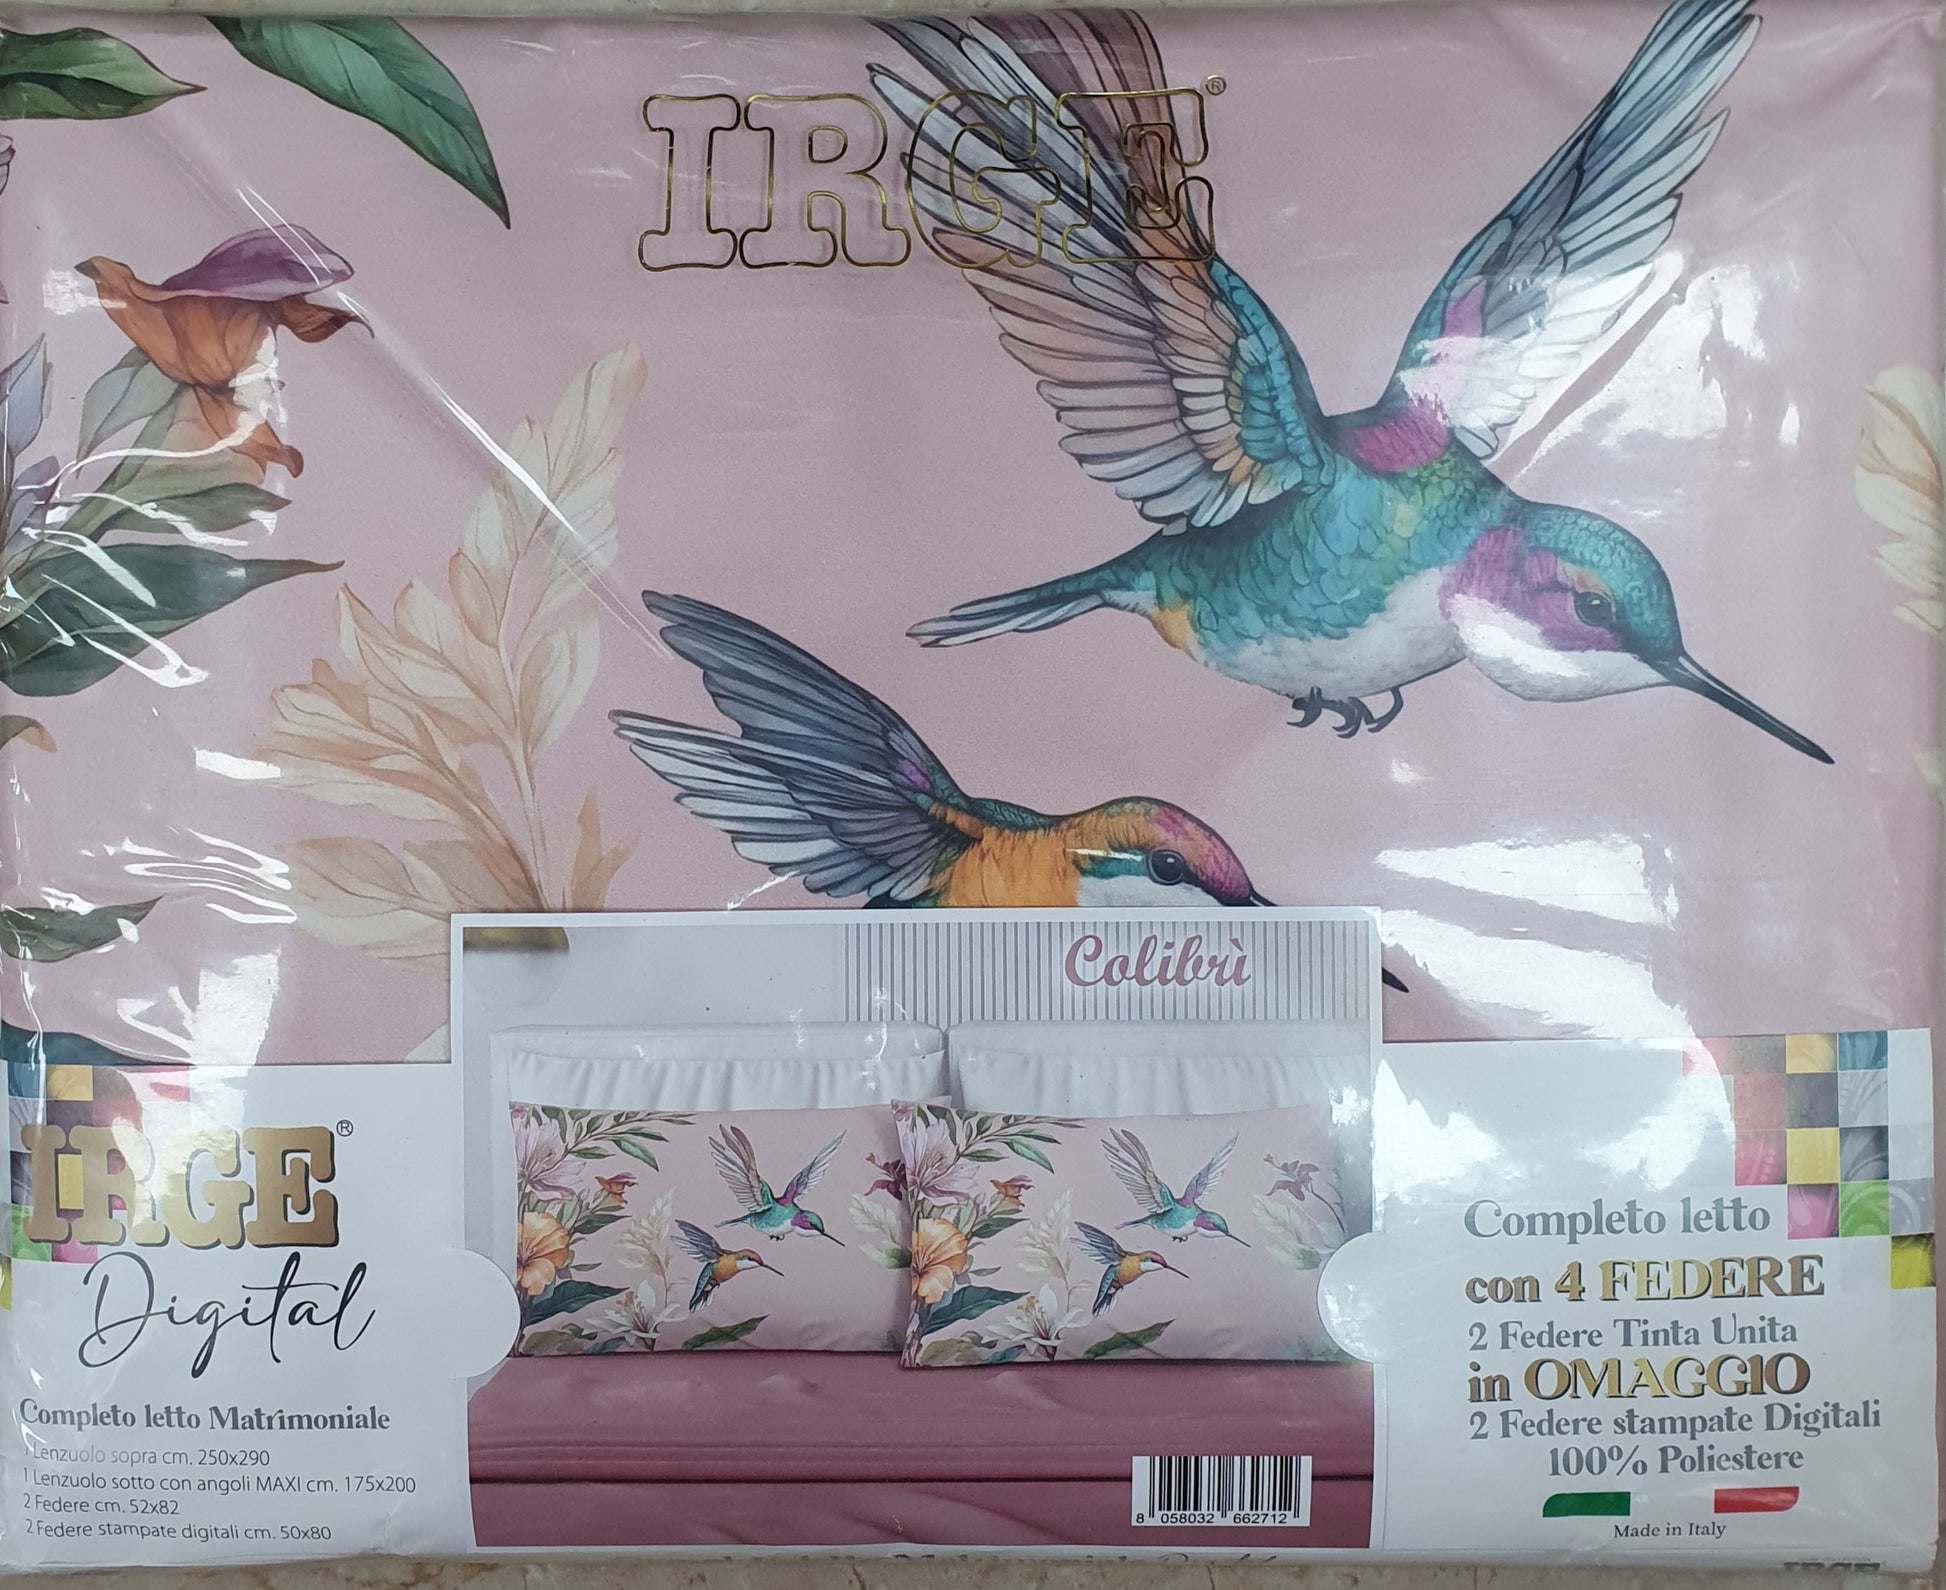 IRGE®
Colibrì
IRGE®
Digital
Completo letto Matrimoniale
1 Lenzuolo sopra cm. 250x290
1 Lenzuolo sotto con angoli MAXI cm. 175x200
2 Federe cm. 52x82
2 Federe stampate digitali cm. 50x80
8 058032 662712
Completo letto
con 4 FEDERE
2 Federe Tinta Unita
in OMAGGIO
2 Federe stampate Digitali
100% Poliestere
Made in Italy